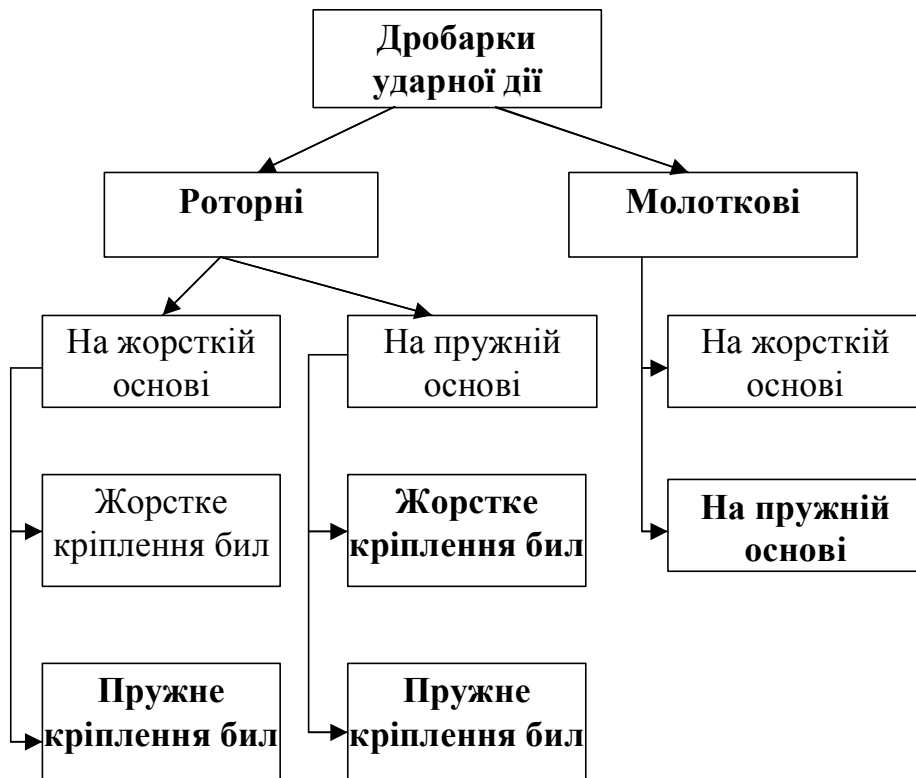 Дробарки
ударної дії
Роторні
Молоткові
На жорсткій
основі
На пружній
основі
На жорсткій
основі
Жорстке
кріплення бил
Жорстке
кріплення бил
На пружній
основі
Пружне
кріплення бил
Пружне
кріплення бил